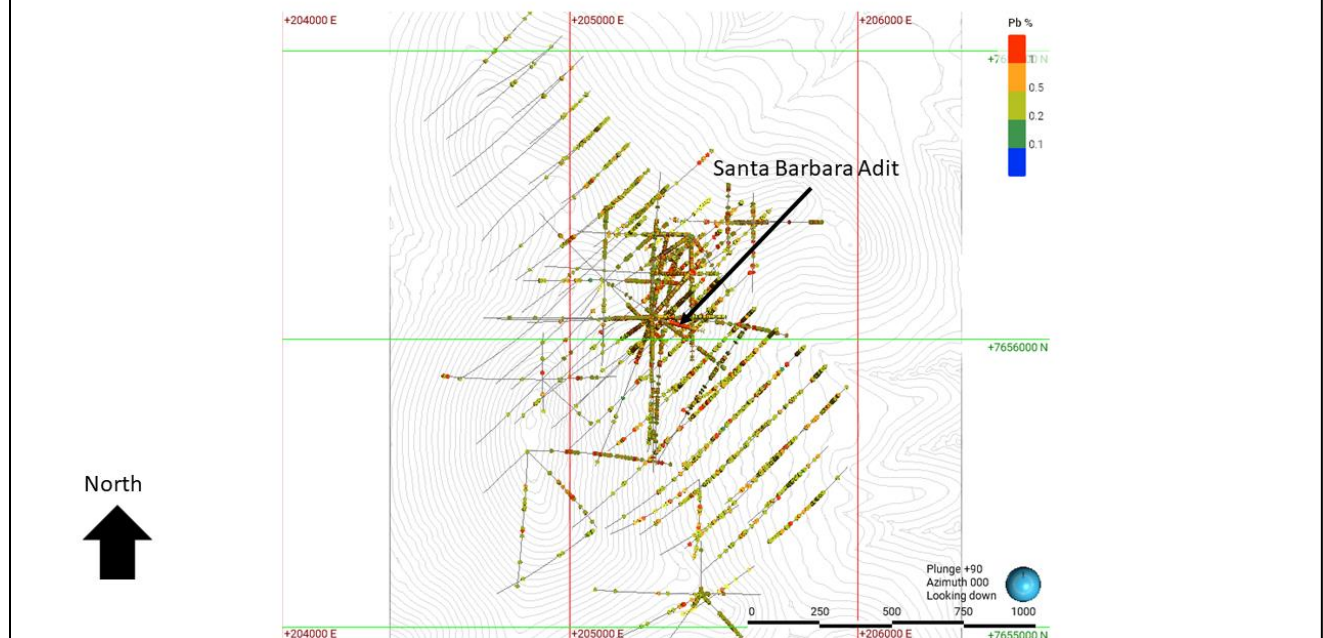 +204000 E
+205000 E
+206000 E
Pb %
1
0.5
0.2
0.1
Santa Barbara Adit
+7656000 N
North
Plunge +90
Azimuth 000
Looking down
0 250 500 750 1000
+204000 E
+205000 E
+206000 E
+7655000 N